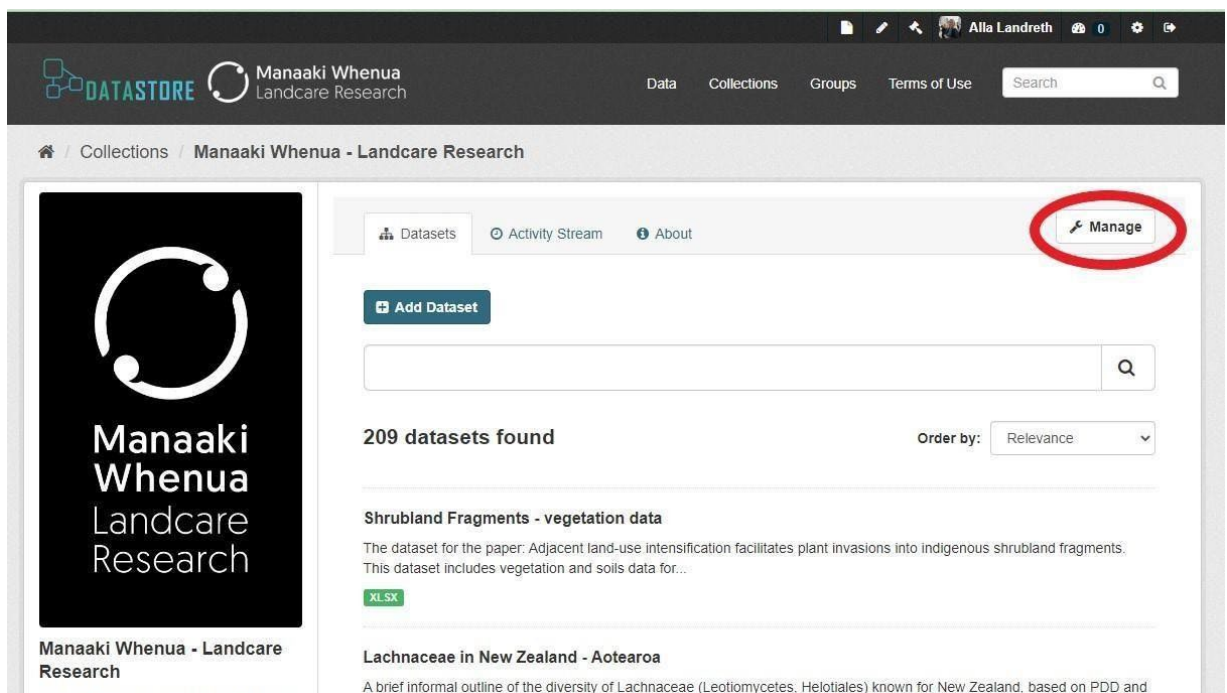 Alla Landreth 0
DATASTORE Manaaki Whenua
Landcare Research
Data Collections Groups Terms of Use Search
/ Collections / Manaaki Whenua - Landcare Research
Datasets Activity Stream About Manage
Add Dataset
209 datasets found Order by: Relevance
Shrubland Fragments - vegetation data
The dataset for the paper: Adjacent land-use intensification facilitates plant invasions into indigenous shrubland fragments.
This dataset includes vegetation and soils data for...
XLSX
Lachnaceae in New Zealand - Aotearoa
A brief informal outline of the diversity of Lachnaceae (Leotiomycetes, Helotiales) known for New Zealand, based on PDD and
Manaaki
Whenua
Landcare
Research
Manaaki Whenua - Landcare
Research